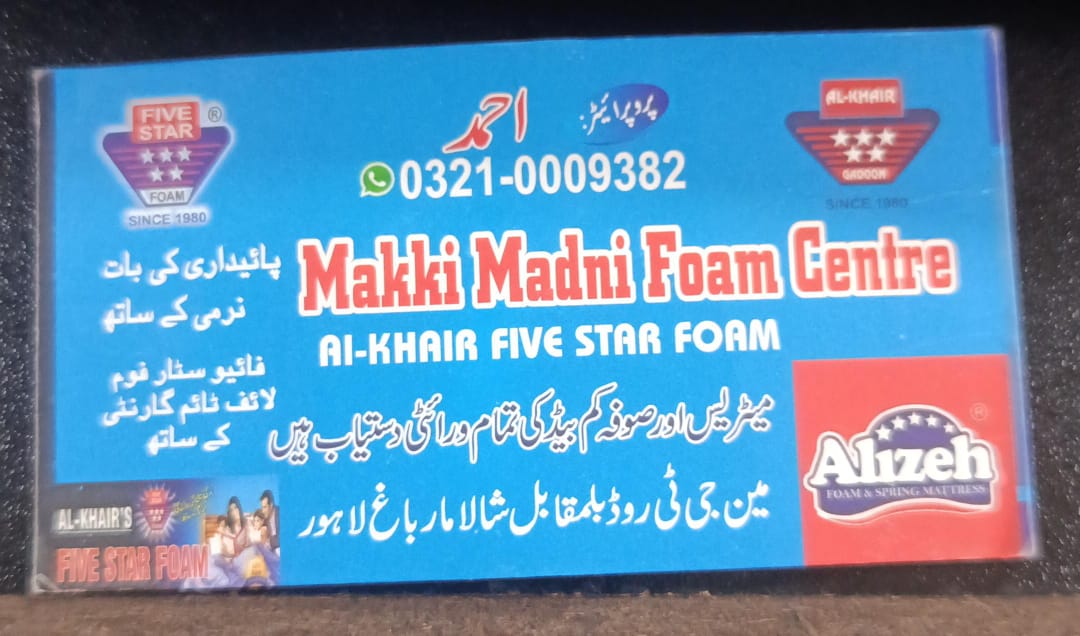 پروپرائیٹر:
احمد
0321-0009382
FIVE STAR ®
FOAM
SINCE 1980
AL-KHAIR
GADOON
SINCE 1980
Makki Madni Foam Centre
Al-KHAIR FIVE STAR FOAM
پائیداری کی بات
نرمی کے ساتھ
فائیو سٹار فوم
لائف ٹائم گارنٹی
کے ساتھ
میٹریس اور صوفہ کم بیڈ کی تمام ورائٹی دستیاب ہیں
مین جی ٹی روڈ بلمقابل شالامار باغ لاہور
Alizeh ®
FOAM & SPRING MATTRESS
AL-KHAIR'S
FIVE STAR FOAM